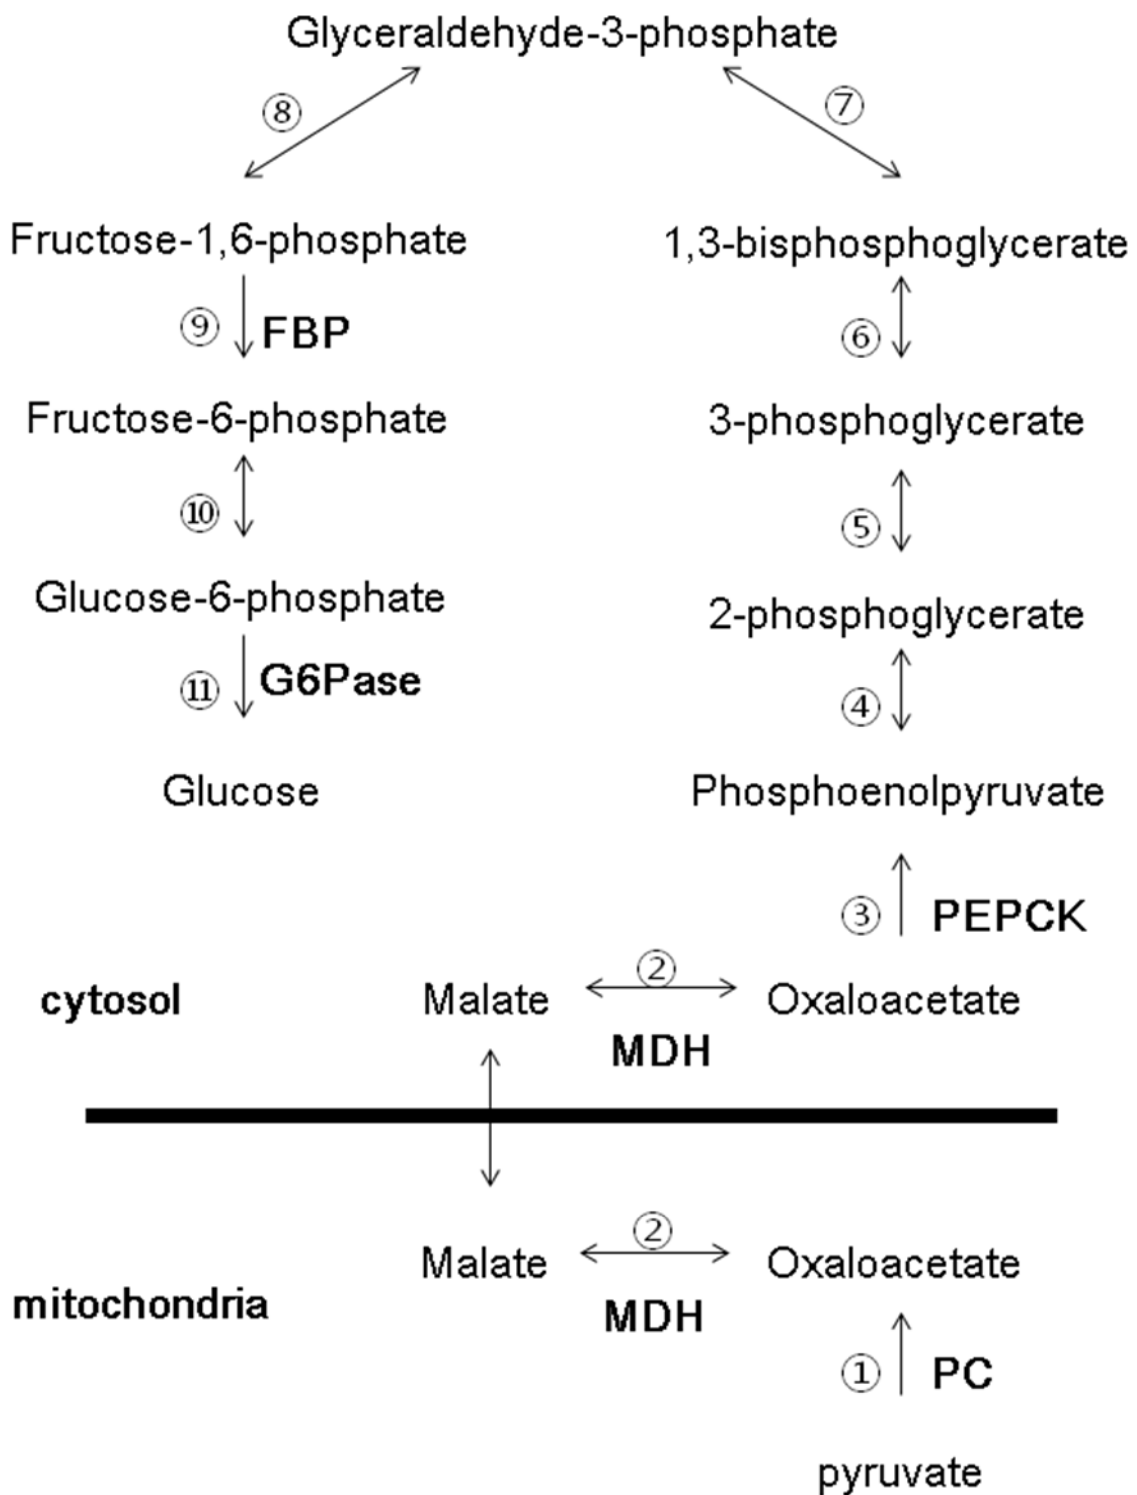 Glyceraldehyde-3-phosphate
⑧ ⑦
Fructose-1,6-phosphate 1,3-bisphosphoglycerate
⑨ FBP ⑥
Fructose-6-phosphate 3-phosphoglycerate
⑩ ⑤
Glucose-6-phosphate 2-phosphoglycerate
⑪ G6Pase ④
Glucose Phosphoenolpyruvate
③ PEPCK
②
cytosol Malate Oxaloacetate
MDH
②
Malate Oxaloacetate
mitochondria MDH
① PC
pyruvate